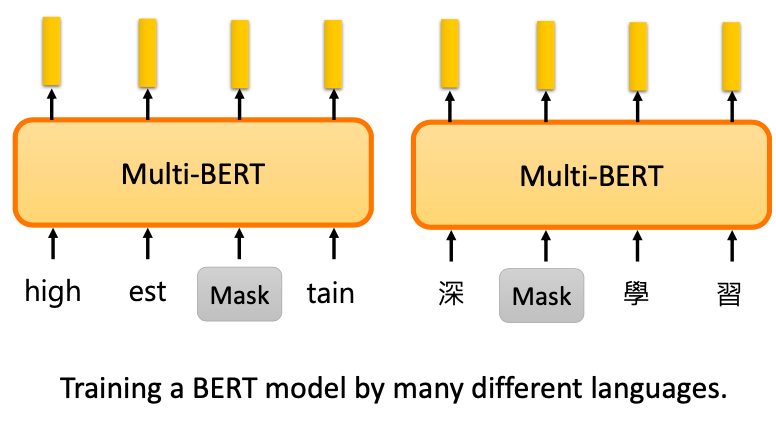 Multi-BERT
high est Mask tain
Multi-BERT
深 Mask 學 習
Training a BERT model by many different languages.